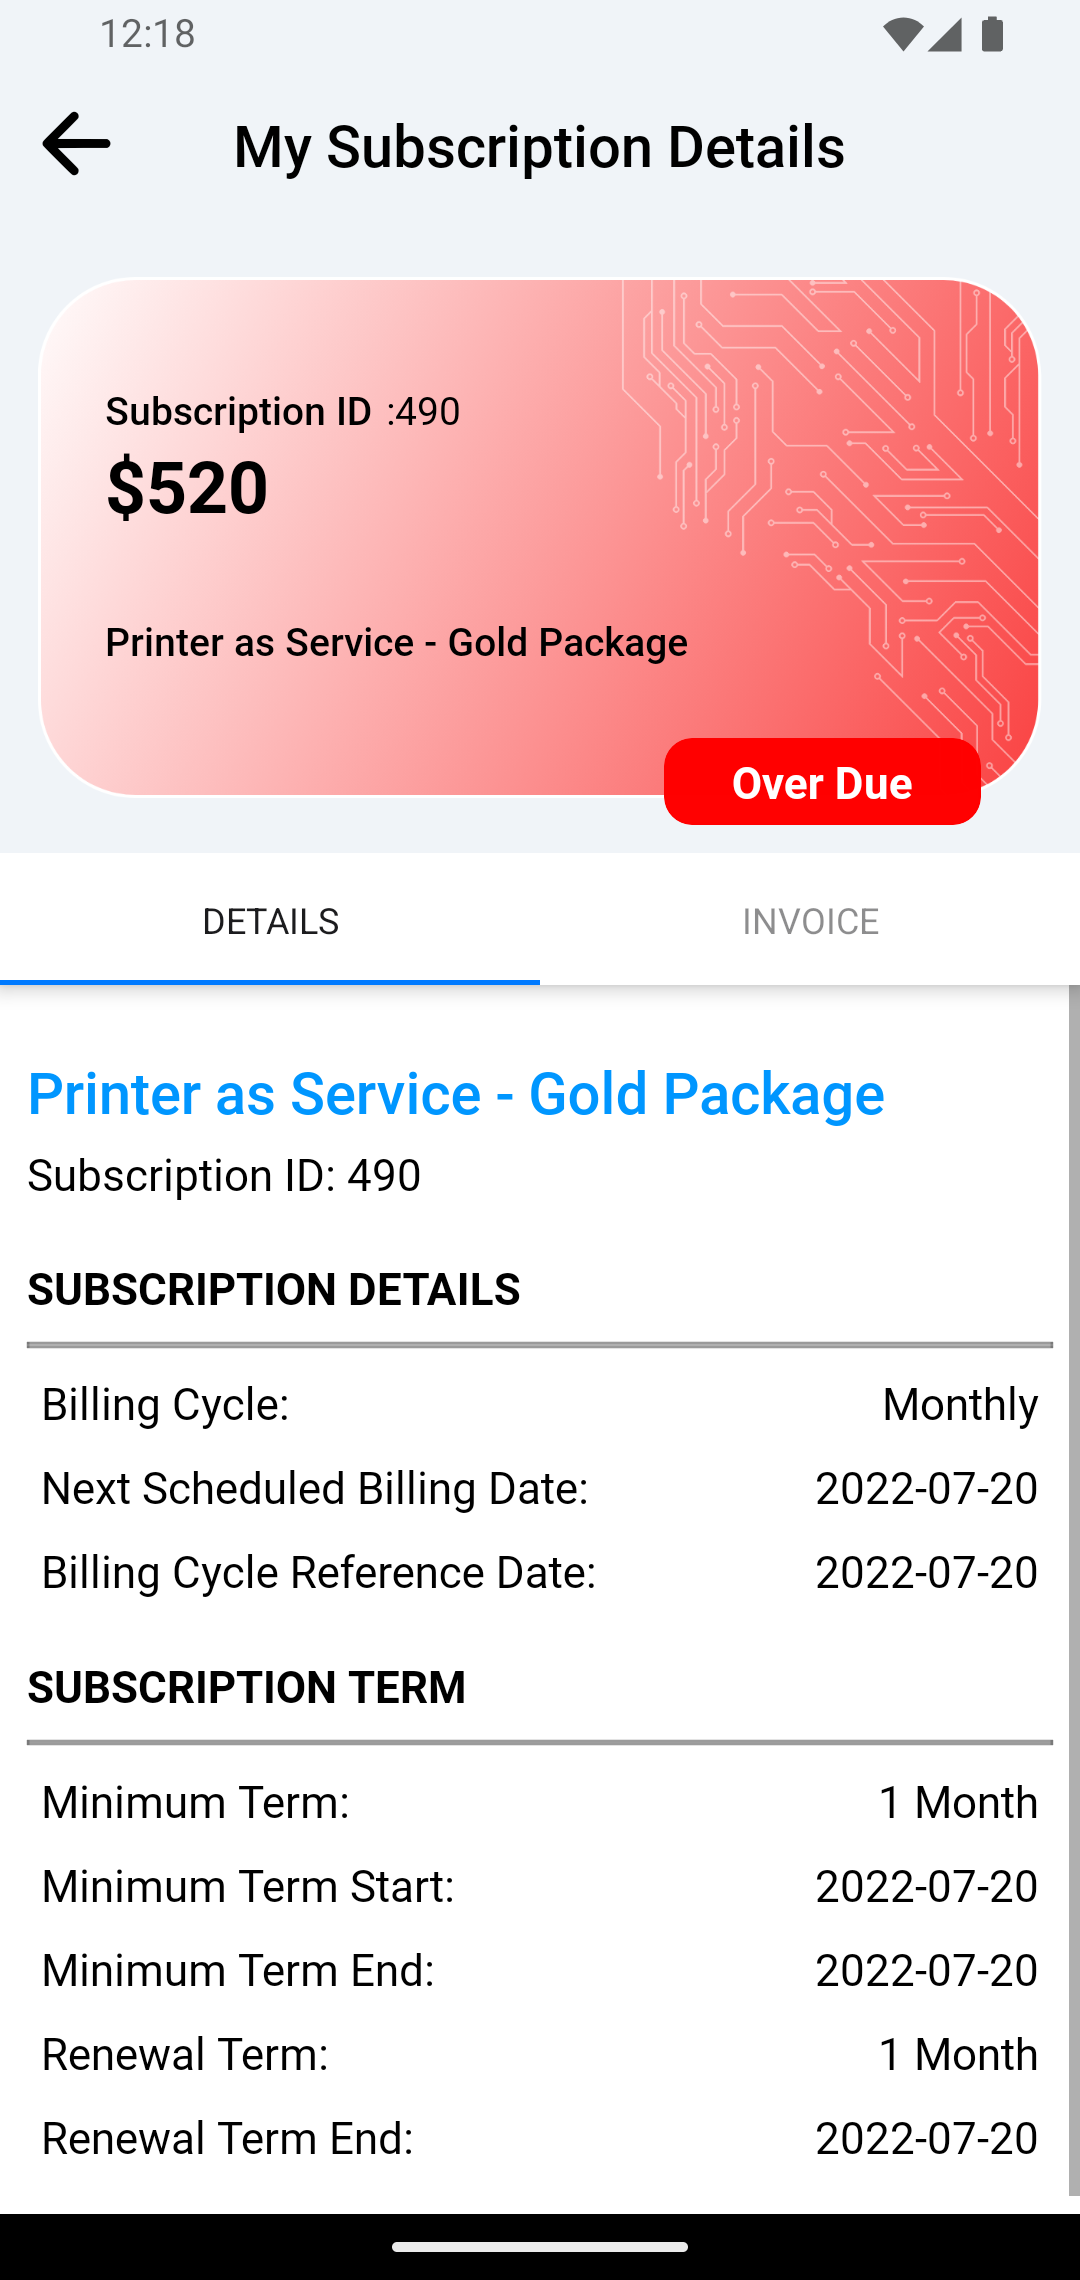 12:18
My Subscription Details
Subscription ID :490
$520
Printer as Service - Gold Package
Over Due
DETAILS
INVOICE
Printer as Service - Gold Package
Subscription ID: 490
SUBSCRIPTION DETAILS
Billing Cycle: Monthly
Next Scheduled Billing Date: 2022-07-20
Billing Cycle Reference Date: 2022-07-20
SUBSCRIPTION TERM
Minimum Term: 1 Month
Minimum Term Start: 2022-07-20
Minimum Term End: 2022-07-20
Renewal Term: 1 Month
Renewal Term End: 2022-07-20